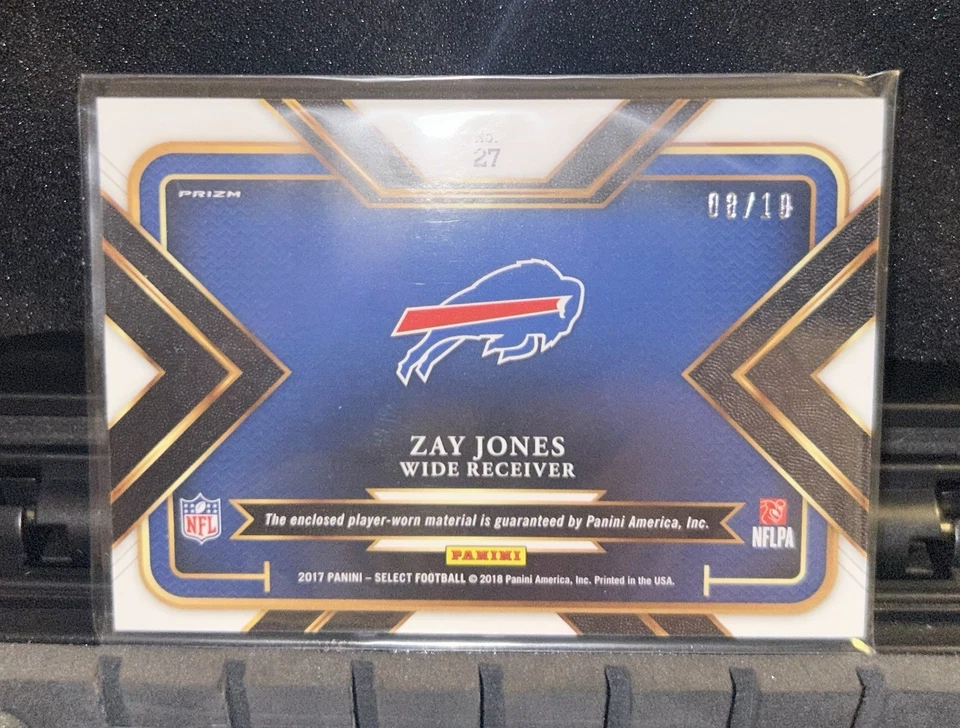 No.
27
PRIZM
/10
ZAY JONES
WIDE RECEIVER
NFL
The enclosed player-worn material is guaranteed by Panini America, Inc.
NFLPA
PANINI
2017 PANINI – SELECT FOOTBALL © 2018 Panini America, Inc. Printed in the USA.